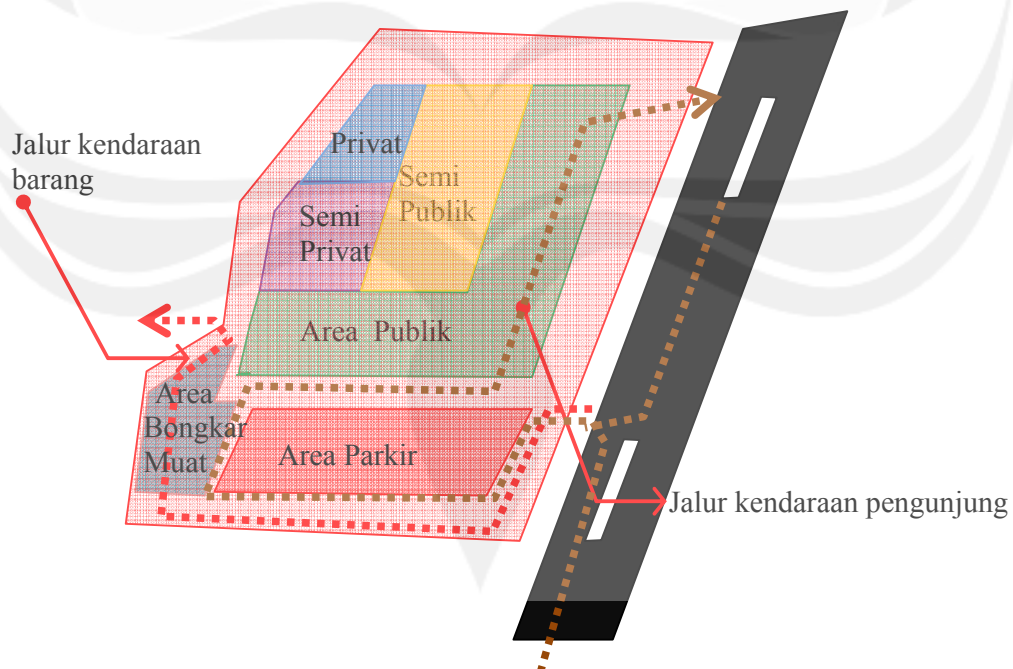 Jalur kendaraan
barang
Privat
Semi
Publik
Semi
Privat
Area  Publik
Area
Bongkar
Muat
Area Parkir
Jalur kendaraan pengunjung